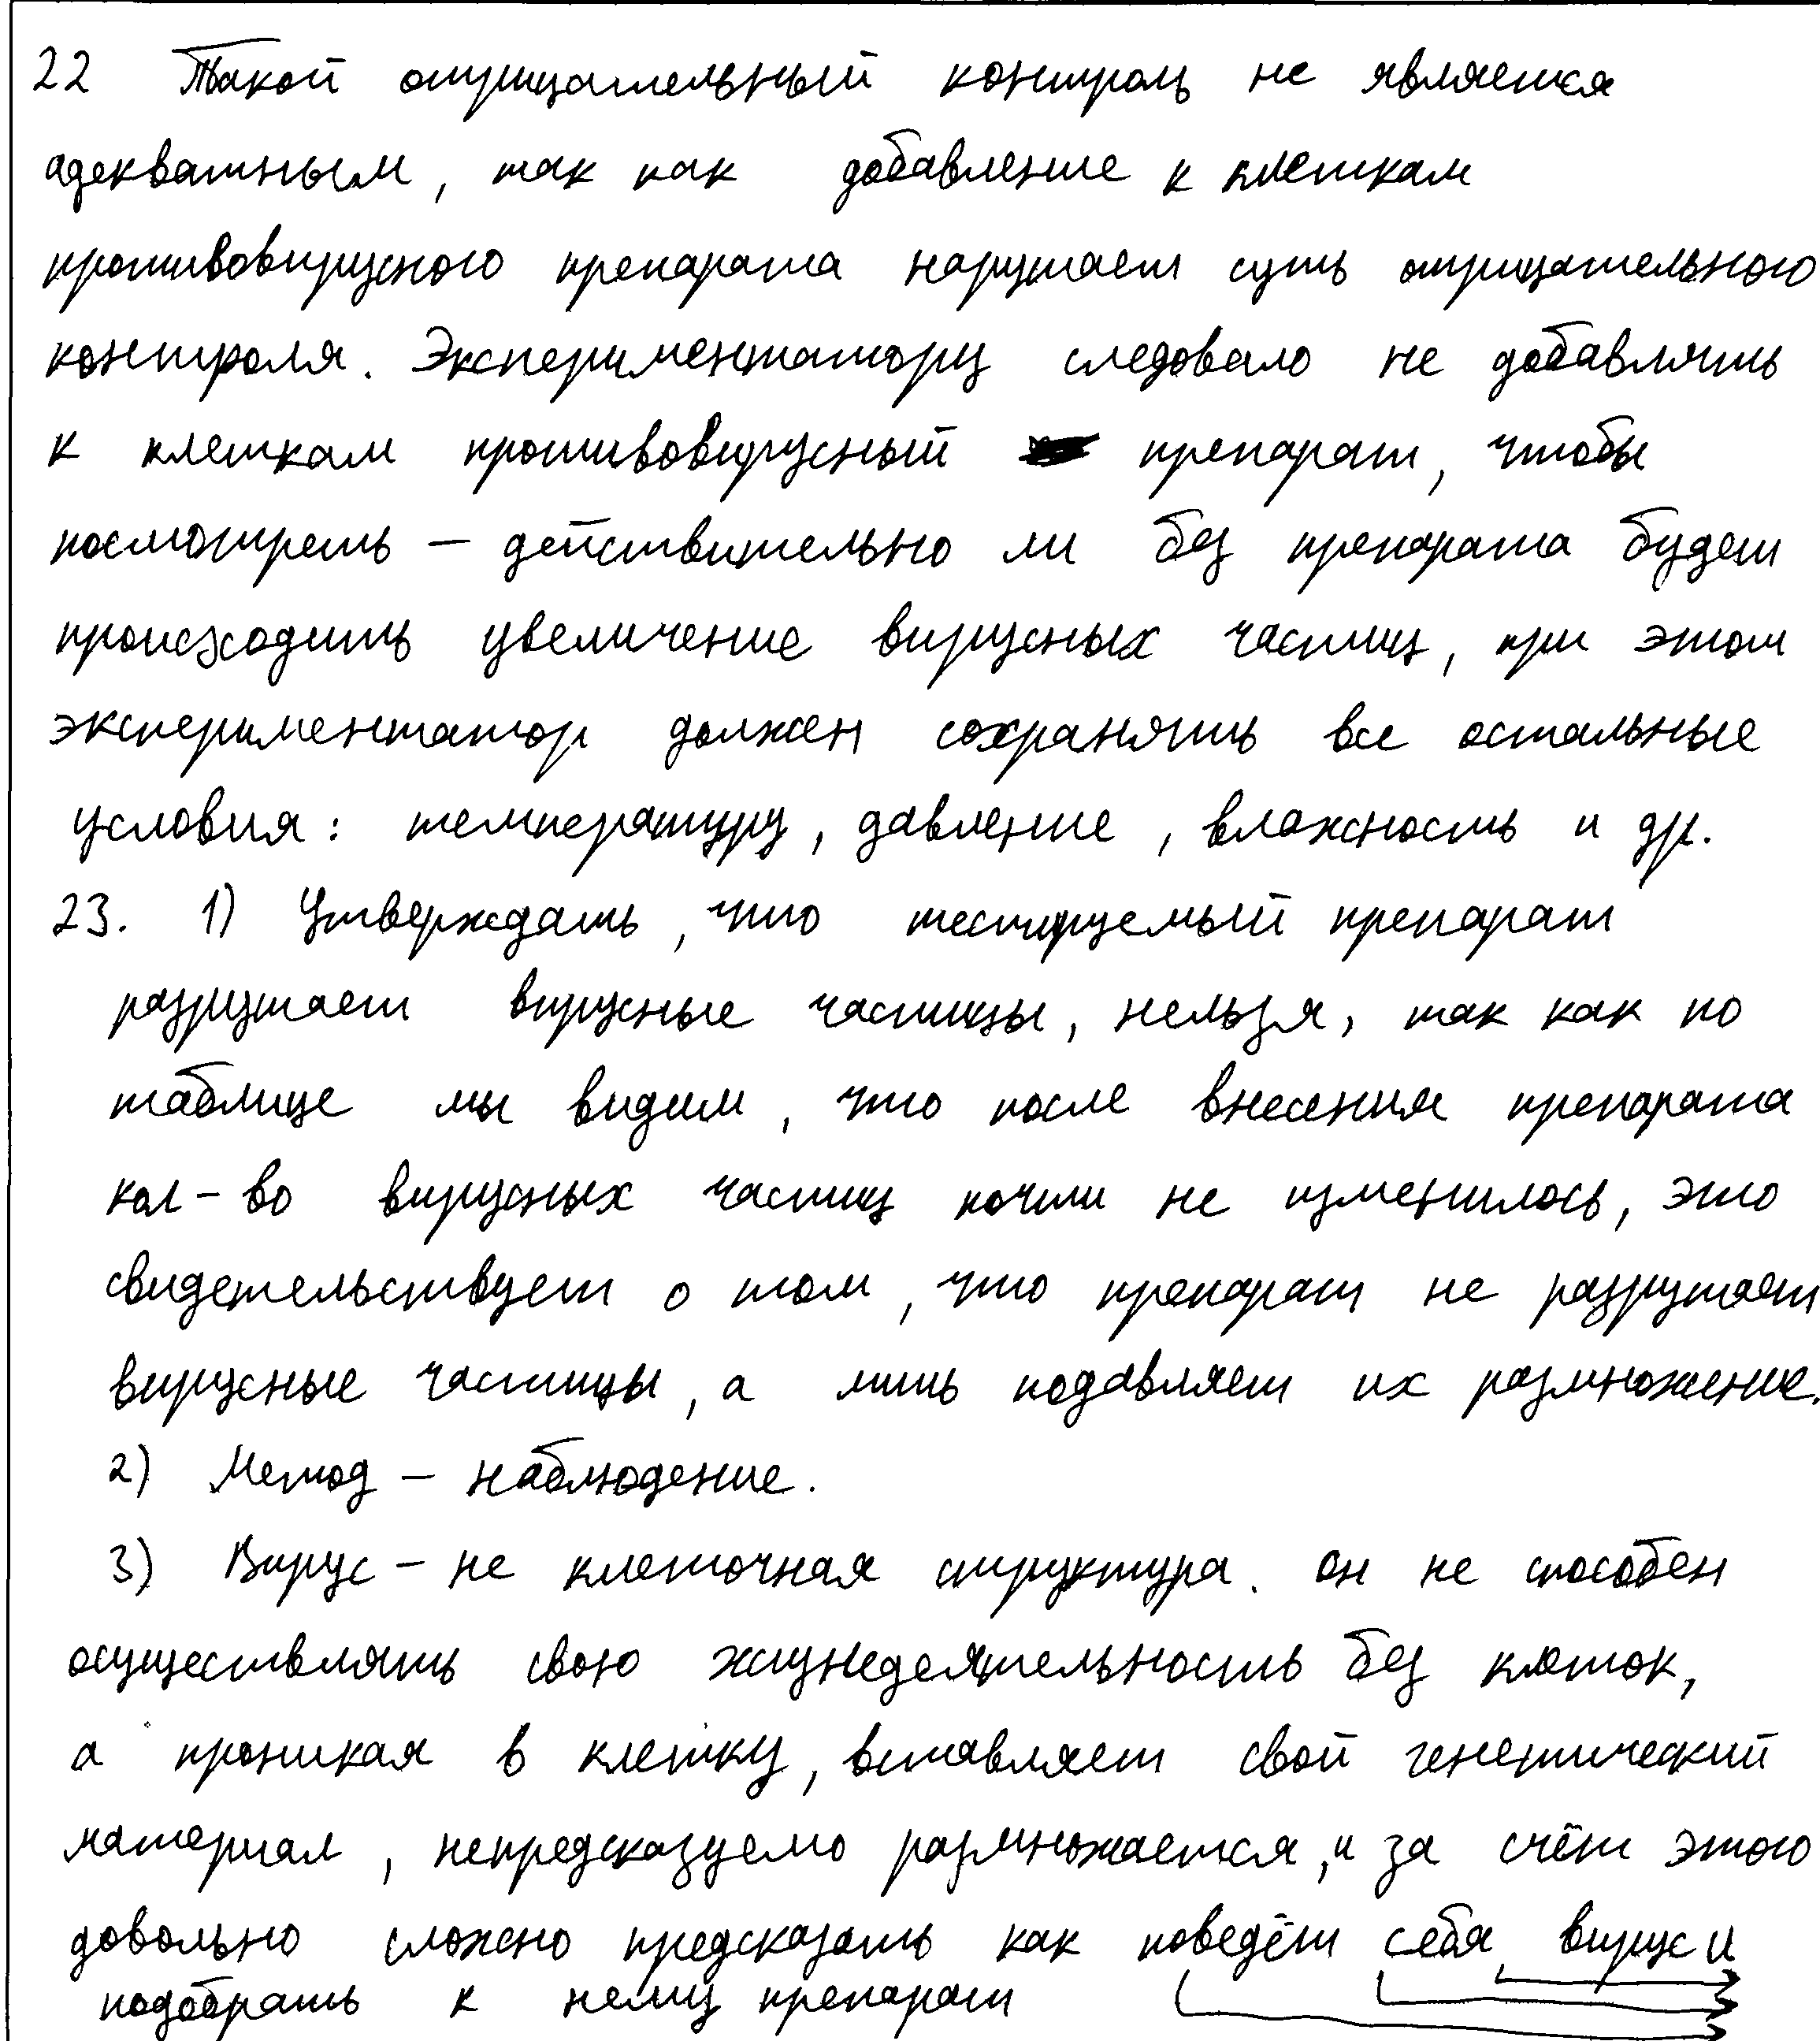 22 Такой отрицательный контроль не является
адекватным, так как добавление к клеткам
противовирусного препарата нарушает суть отрицательного
контроля. Экспериментатору следовало не добавлять
к клеткам противовирусный препарат, чтобы
посмотреть – действительно ли без препарата будет
происходить увеличение вирусных частиц, при этом
экспериментатор должен сохранять все остальные
условия: температуру, давление, влажность и др.
23. 1) Утверждать, что тестируемый препарат
разрушает вирусные частицы, нельзя, так как по
таблице мы видим, что после внесения препарата
кол-во вирусных частиц почти не изменилось, это
свидетельствует о том, что препарат не разрушает
вирусные частицы, а лишь подавляет их размножение.
2) Метод – наблюдение.
3) Вирус – не клеточная структура. он не способен
осуществлять свою жизнедеятельность без клеток,
а проникая в клетку, вставляет свой генетический
материал, непредсказуемо размножается, и за счёт этого
довольно сложно предсказать как поведёт себя вирус и
подобрать к нему препарат